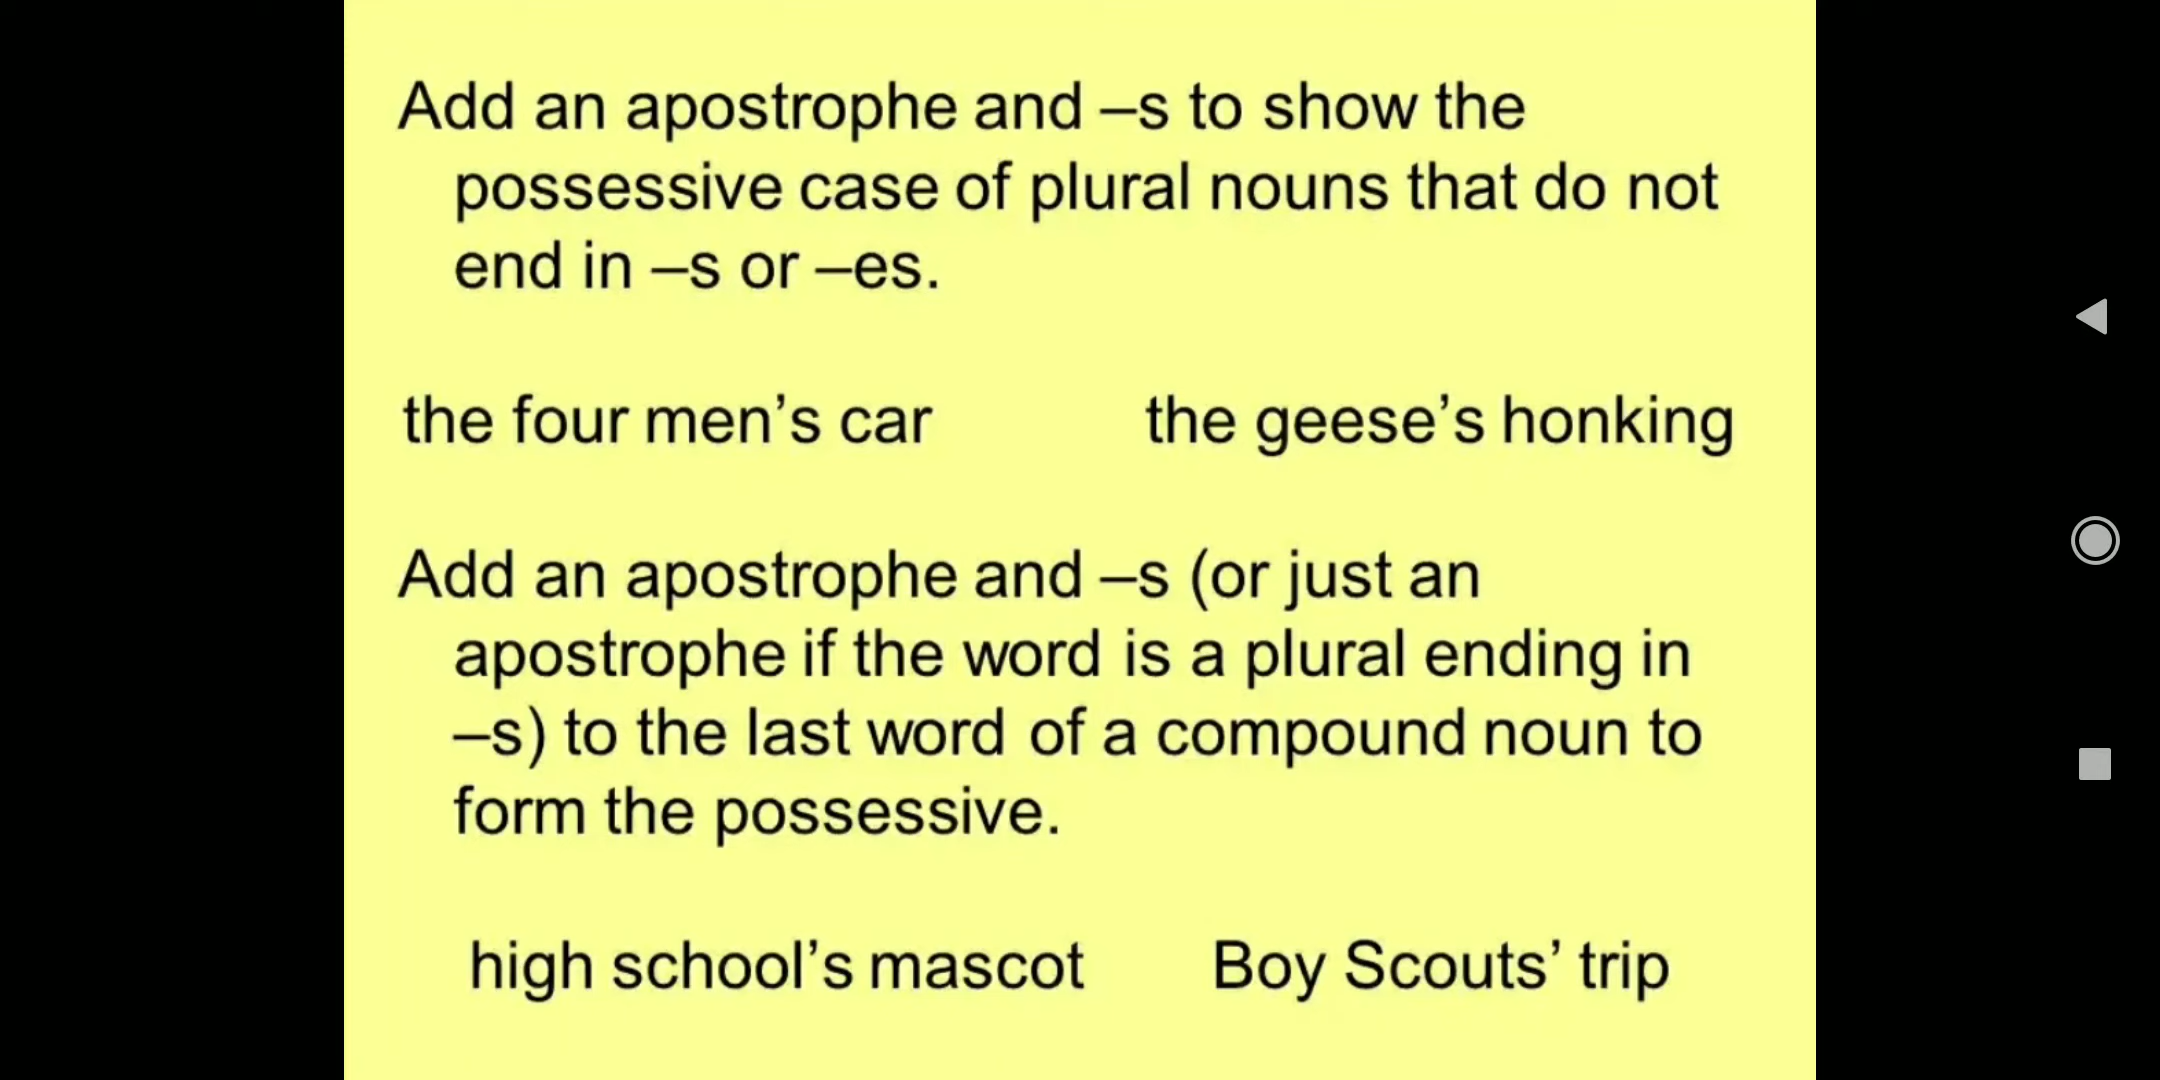 Add an apostrophe and –s to show the
possessive case of plural nouns that do not
end in –s or –es.
the four men’s car the geese’s honking
Add an apostrophe and –s (or just an
apostrophe if the word is a plural ending in
–s) to the last word of a compound noun to
form the possessive.
high school’s mascot Boy Scouts’ trip